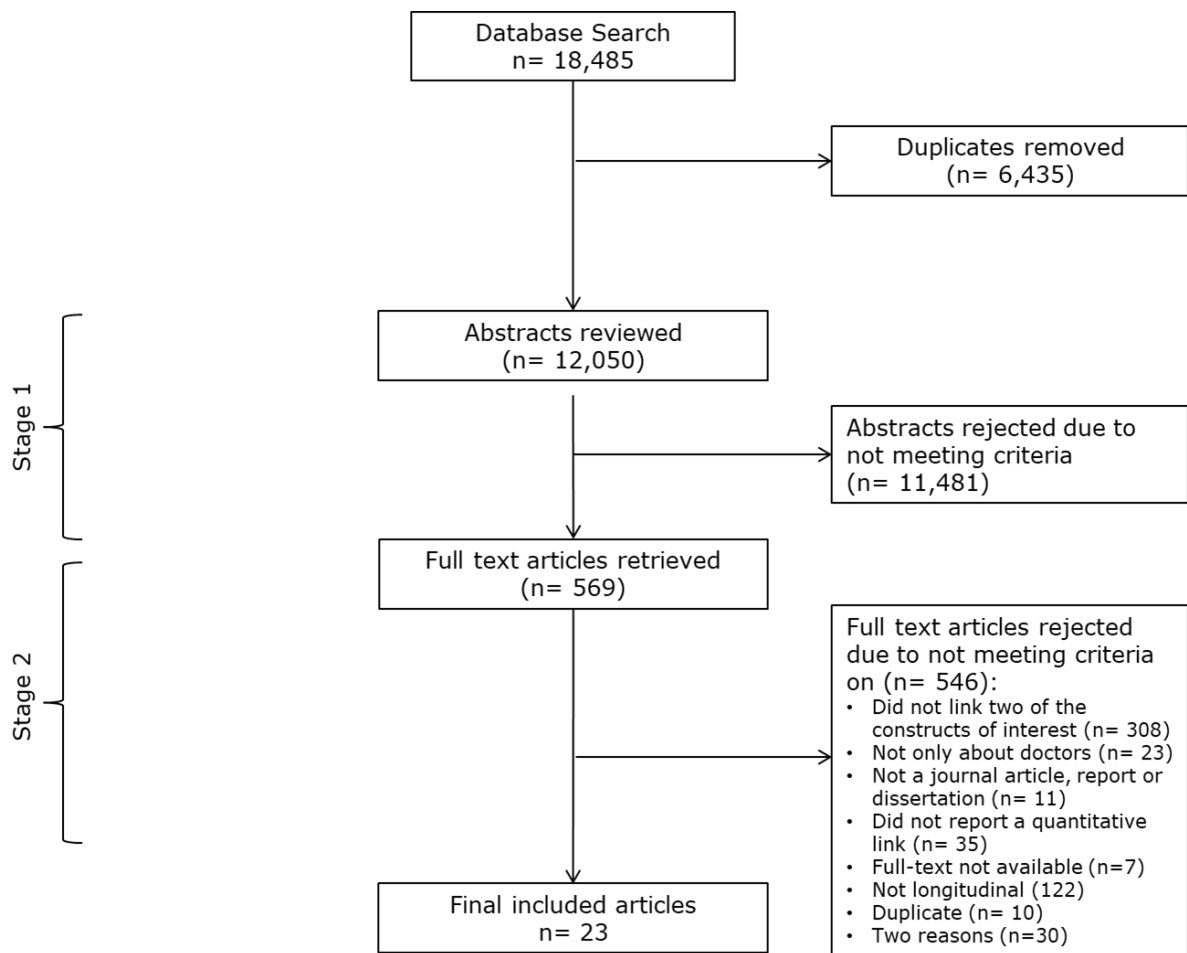 Database Search
n= 18,485
Duplicates removed
(n= 6,435)
Stage 1
Abstracts reviewed
(n= 12,050)
Abstracts rejected due to
not meeting criteria
(n= 11,481)
Full text articles retrieved
(n= 569)
Stage 2
Full text articles rejected
due to not meeting criteria
on (n= 546):
• Did not link two of the
constructs of interest (n= 308)
• Not only about doctors (n= 23)
• Not a journal article, report or
dissertation (n= 11)
• Did not report a quantitative
link (n= 35)
• Full-text not available (n=7)
• Not longitudinal (122)
• Duplicate (n= 10)
• Two reasons (n=30)
Final included articles
n= 23